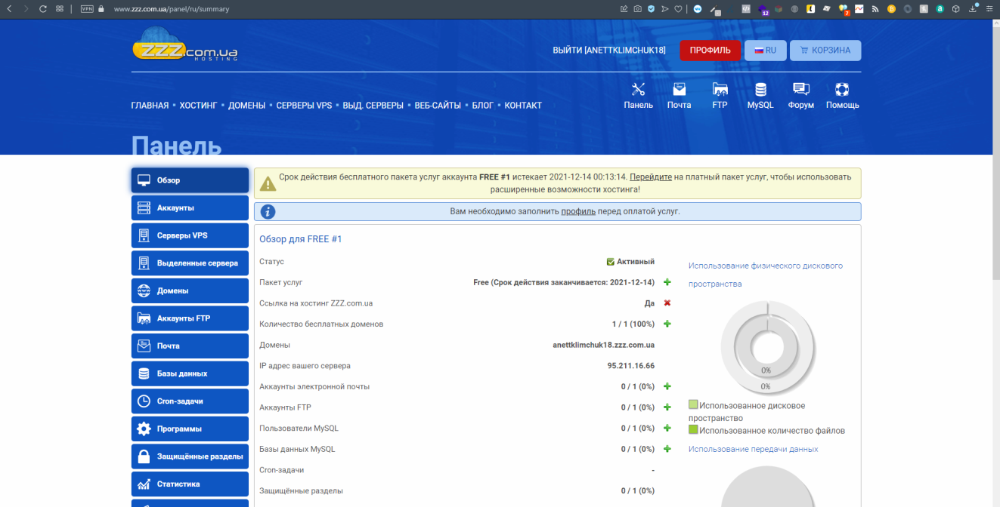 VPN
www.zzz.com.ua/panel/ru/summary
12
7
ZZZ.com.ua
HOSTING
ВЫЙТИ [ANETTKLIMCHUK18]
ПРОФИЛЬ
RU
КОРЗИНА
ГЛАВНАЯ ▪ ХОСТИНГ ▪ ДОМЕНЫ ▪ СЕРВЕРЫ VPS ▪ ВЫД. СЕРВЕРЫ ▪ ВЕБ-САЙТЫ ▪ БЛОГ ▪ КОНТАКТ
Панель
Почта
FTP
MySQL
Форум
Помощь
Панель
Обзор
Аккаунты
Серверы VPS
Выделенные сервера
Домены
Аккаунты FTP
Почта
Базы данных
Cron-задачи
Программы
Защищённые разделы
Статистика
Срок действия бесплатного пакета услуг аккаунта FREE #1 истекает 2021-12-14 00:13:14. Перейдите на платный пакет услуг, чтобы использовать
расширенные возможности хостинга!
Вам необходимо заполнить профиль перед оплатой услуг.
Обзор для FREE #1
Статус Активный
Пакет услуг Free (Срок действия заканчивается: 2021-12-14)
Ссылка на хостинг ZZZ.com.ua Да
Количество бесплатных доменов 1 / 1 (100%)
Домены anettklimchuk18.zzz.com.ua
IP адрес вашего сервера 95.211.16.66
Аккаунты электронной почты 0 / 1 (0%)
Аккаунты FTP 0 / 1 (0%)
Пользователи MySQL 0 / 1 (0%)
Базы данных MySQL 0 / 1 (0%)
Cron-задачи -
Защищённые разделы 0 / 1 (0%)
Использование физического дискового
пространства
0%
0%
Использованное дисковое
пространство
Использованное количество файлов
Использование передачи данных